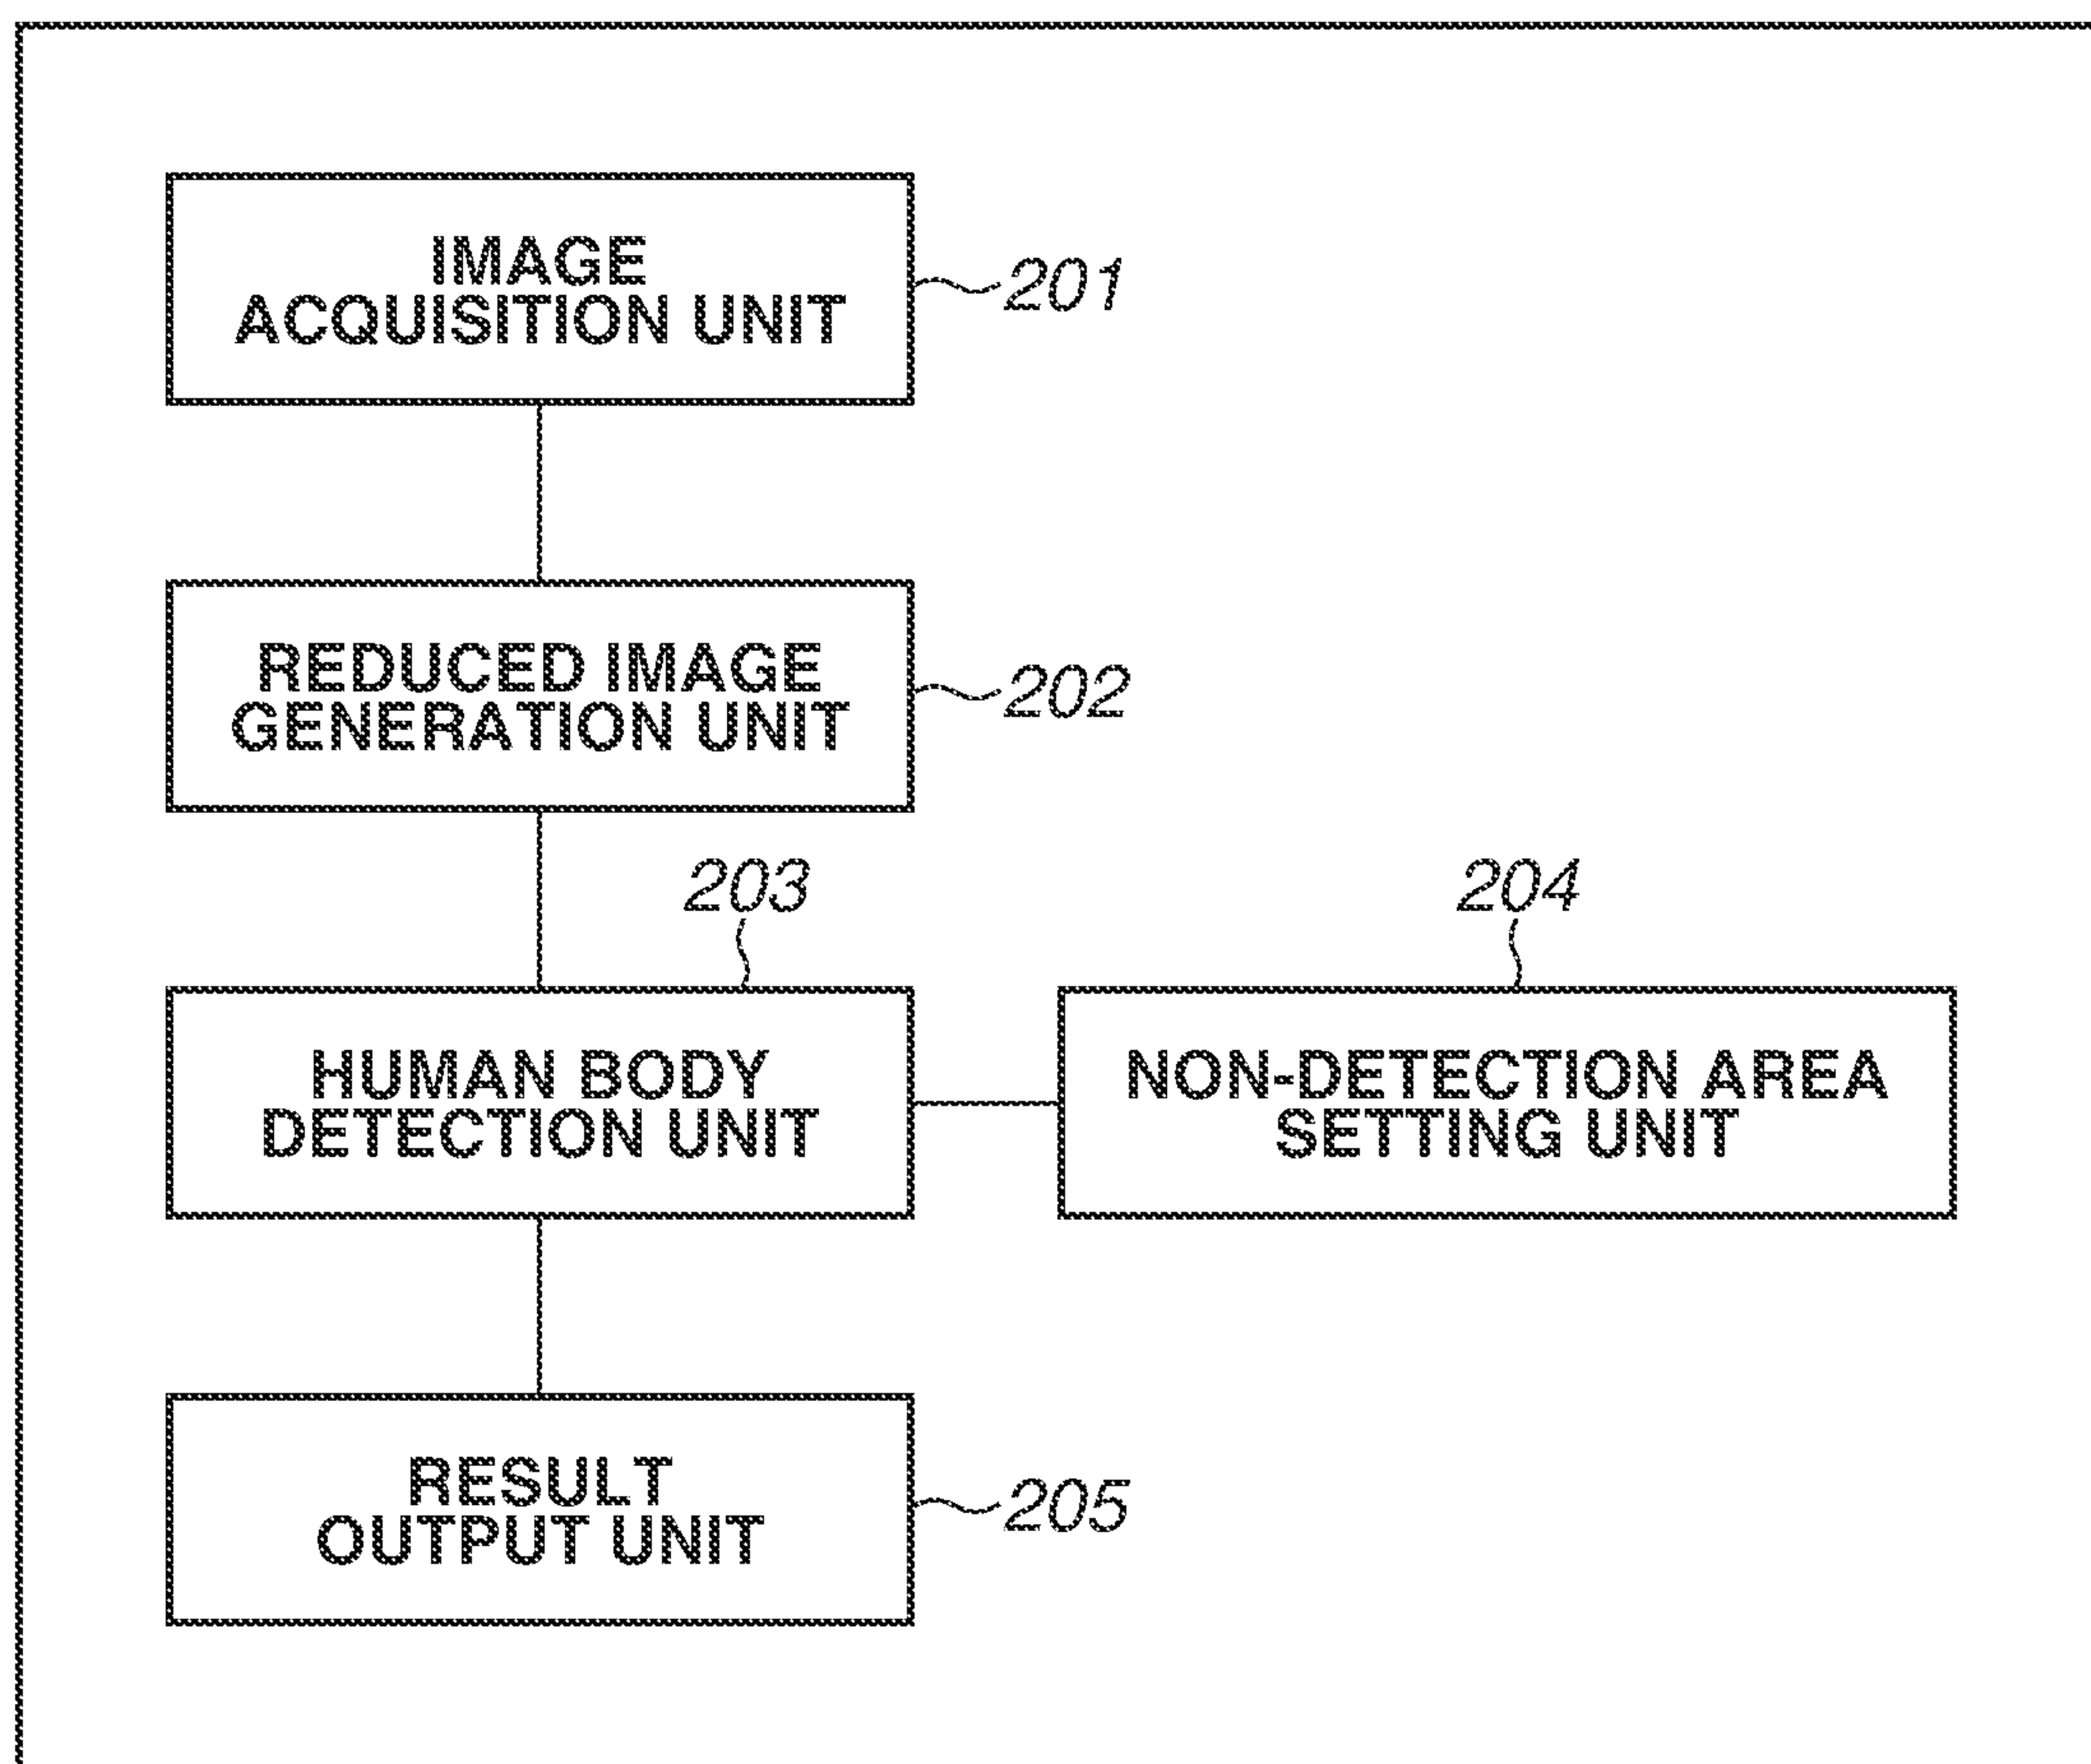 IMAGE
ACQUISITION UNIT
201
REDUCED IMAGE
GENERATION UNIT
202
203
204
HUMAN BODY
DETECTION UNIT
NON-DETECTION AREA
SETTING UNIT
RESULT
OUTPUT UNIT
205